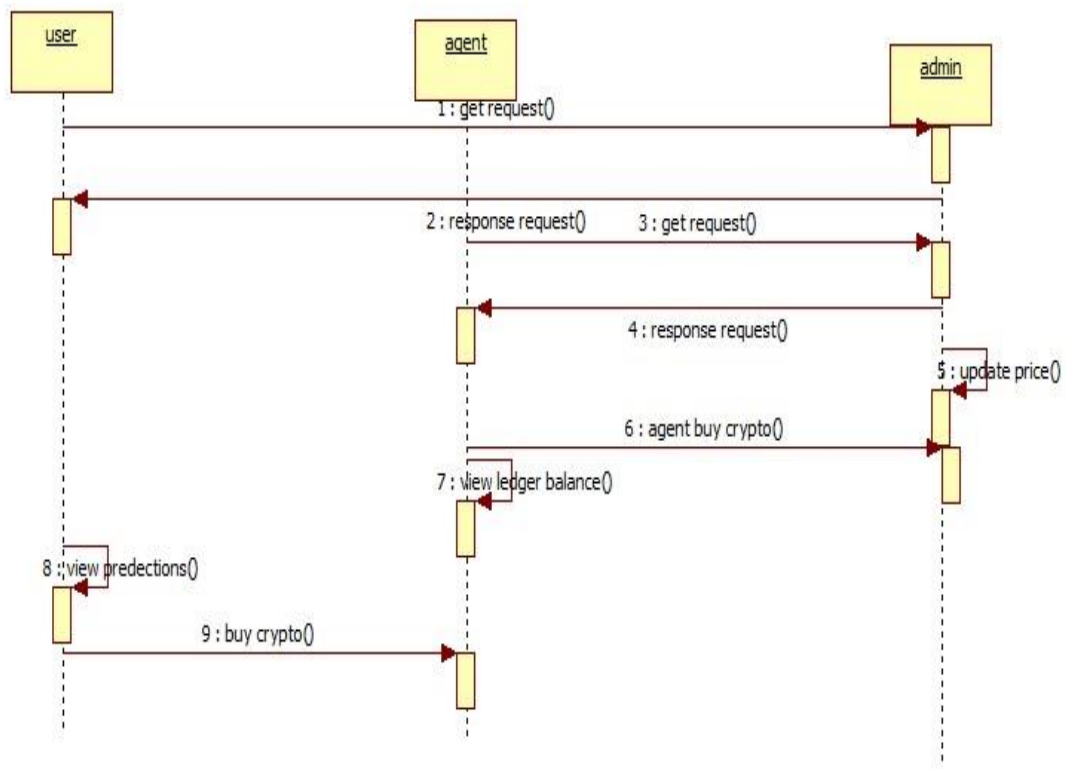 user
agent
admin
1 : get request()
2 : response request()
3 : get request()
4 : response request()
5 : update price()
6 : agent buy crypto()
7 : view ledger balance()
8 : view predections()
9 : buy crypto()